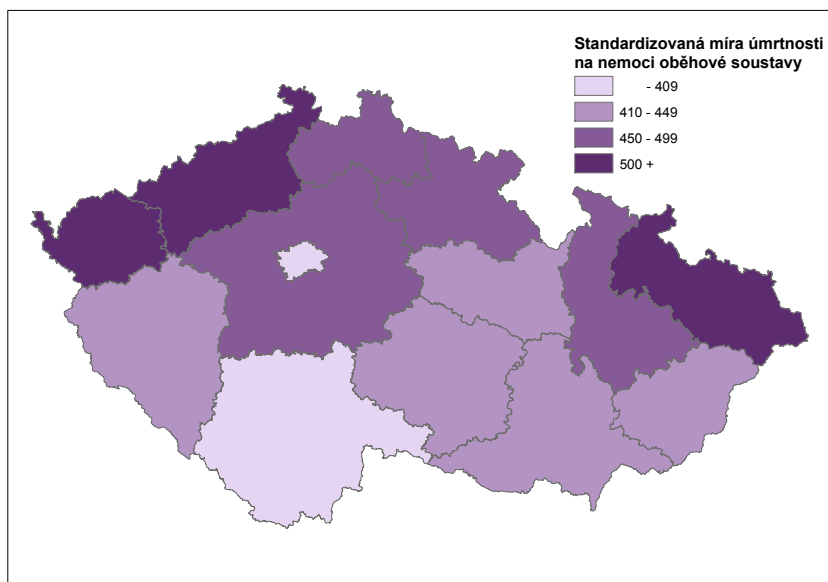 Standardizovaná míra úmrtnosti
na nemoci oběhové soustavy
- 409
410 - 449
450 - 499
500 +